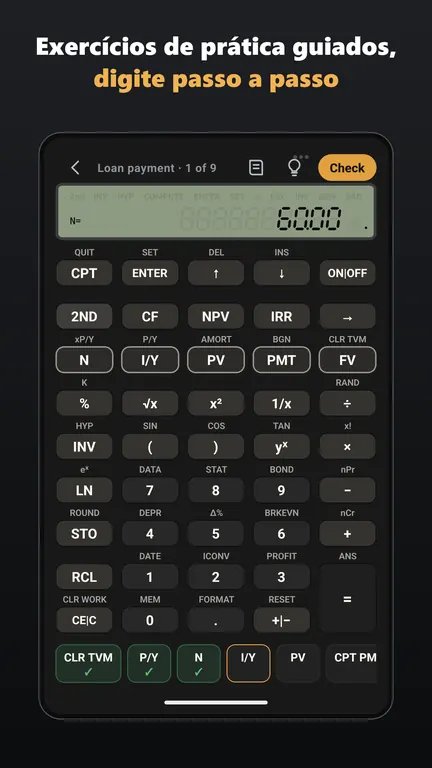 Exercícios de prática guiados,
digite passo a passo
Loan payment · 1 of 9 Check
N= 60.00
QUIT SET DEL INS
CPT ENTER ↑ ↓ ON|OFF
2ND CF NPV IRR →
xP/Y P/Y AMORT BGN CLR TVM
N I/Y PV PMT FV
K RAND
% √x x² 1/x ÷
HYP SIN COS TAN x!
INV ( ) yˣ ×
eˣ DATA STAT BOND nPr
LN 7 8 9 −
ROUND DEPR Δ% BRKEVN nCr
STO 4 5 6 +
DATE ICONV PROFIT ANS
RCL 1 2 3 =
CLR WORK MEM FORMAT RESET
CE|C 0 . +|−
CLR TVM P/Y N I/Y PV CPT PM
✓ ✓ ✓